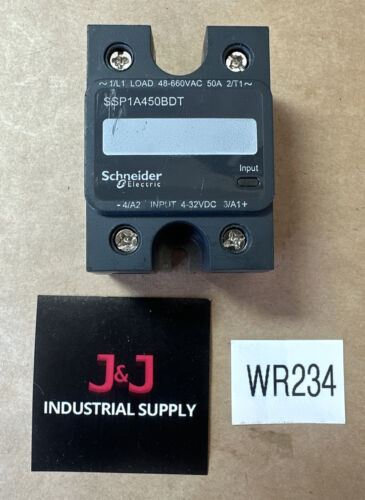 ~ 1/L1 LOAD 48-660VAC 50A 2/T1 ~
SSP1A450BDT
Schneider
Electric
Input
- 4/A2 INPUT 4-32VDC 3/A1 +
J&J
INDUSTRIAL SUPPLY
WR234